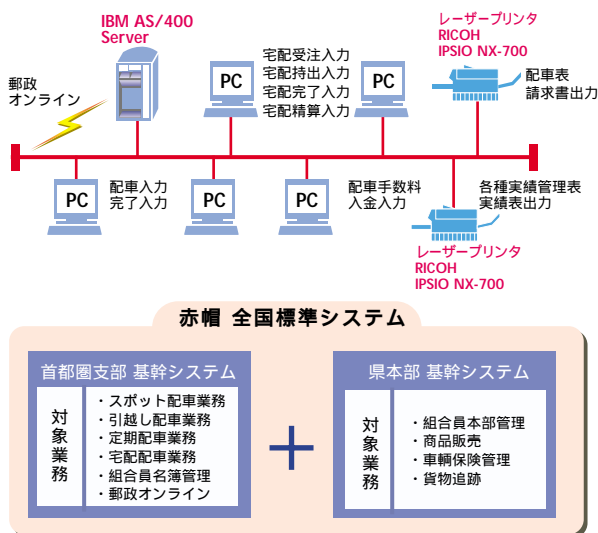 IBM AS/400
Server
郵政
オンライン
PC
宅配受注入力
宅配持出入力
宅配完了入力
宅配精算入力
PC
レーザープリンタ
RICOH
IPSIO NX-700
配車表
請求書出力
PC
配車入力
完了入力
PC
PC
配車手数料
入金入力
各種実績管理表
実績表出力
レーザープリンタ
RICOH
IPSIO NX-700
赤帽 全国標準システム
首都圏支部 基幹システム
対象業務
・スポット配車業務
・引越し配車業務
・定期配車業務
・宅配配車業務
・組合員名簿管理
・郵政オンライン
＋
県本部 基幹システム
対象業務
・組合員本部管理
・商品販売
・車輌保険管理
・貨物追跡